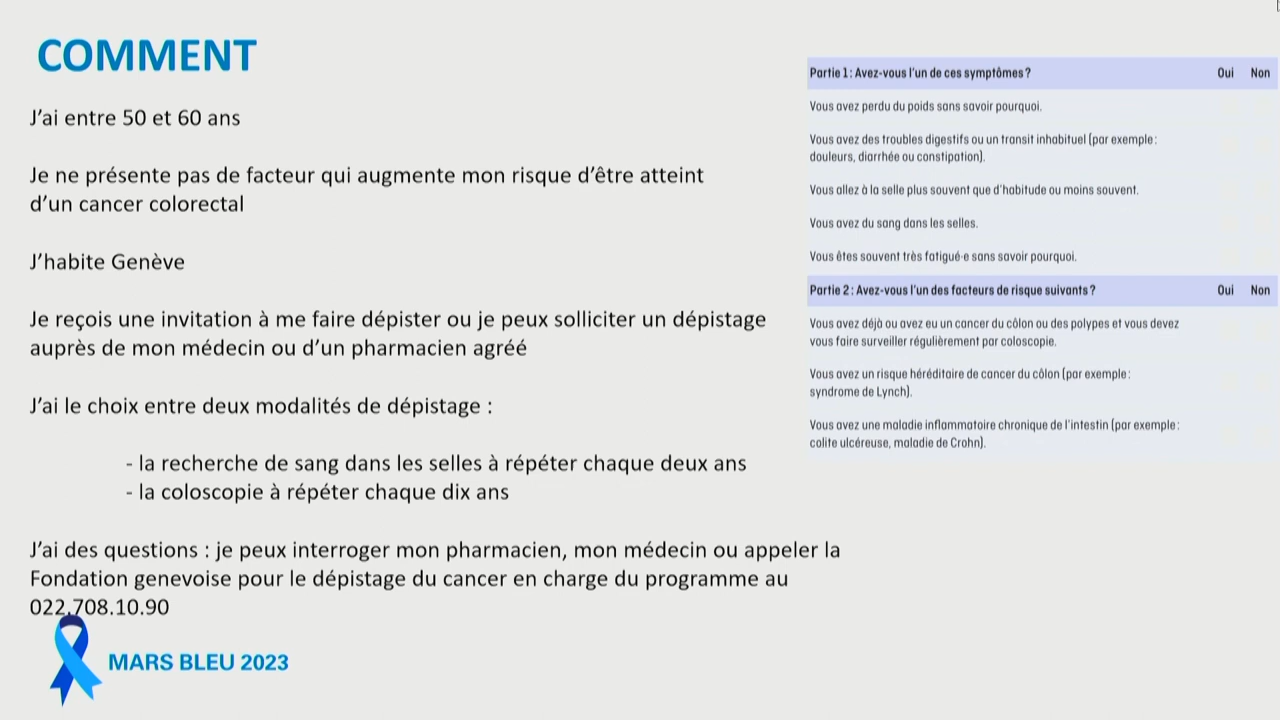 COMMENT
J’ai entre 50 et 60 ans
Je ne présente pas de facteur qui augmente mon risque d’être atteint
d’un cancer colorectal
J’habite Genève
Je reçois une invitation à me faire dépister ou je peux solliciter un dépistage
auprès de mon médecin ou d’un pharmacien agréé
J’ai le choix entre deux modalités de dépistage :
- la recherche de sang dans les selles à répéter chaque deux ans
- la coloscopie à répéter chaque dix ans
J’ai des questions : je peux interroger mon pharmacien, mon médecin ou appeler la
Fondation genevoise pour le dépistage du cancer en charge du programme au
022.708.10.90
MARS BLEU 2023
Partie 1 : Avez-vous l’un de ces symptômes ? Oui Non
Vous avez perdu du poids sans savoir pourquoi.
Vous avez des troubles digestifs ou un transit inhabituel (par exemple :
douleurs, diarrhée ou constipation).
Vous allez à la selle plus souvent que d’habitude ou moins souvent.
Vous avez du sang dans les selles.
Vous êtes souvent très fatigué·e sans savoir pourquoi.
Partie 2 : Avez-vous l’un des facteurs de risque suivants ? Oui Non
Vous avez déjà ou avez eu un cancer du côlon ou des polypes et vous devez
vous faire surveiller régulièrement par coloscopie.
Vous avez un risque héréditaire de cancer du côlon (par exemple :
syndrome de Lynch).
Vous avez une maladie inflammatoire chronique de l’intestin (par exemple :
colite ulcéreuse, maladie de Crohn).